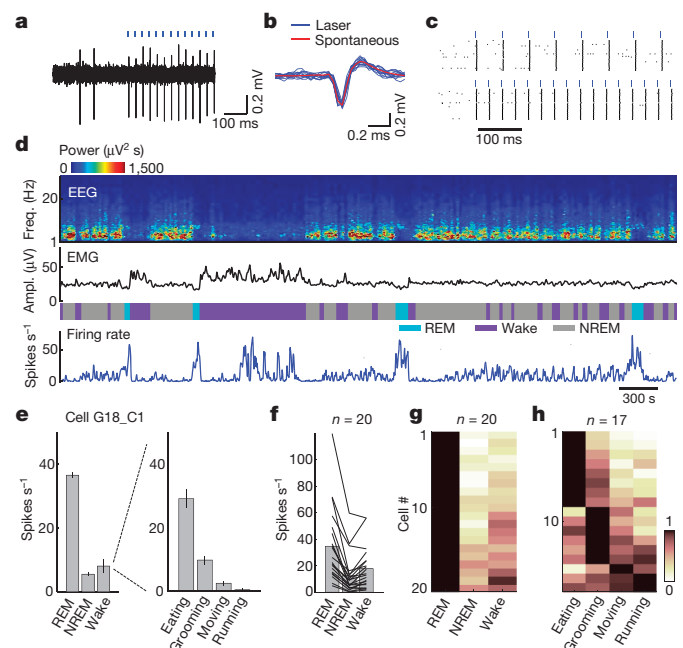 a
100 ms
0.2 mV
b
Laser
Spontaneous
0.2 ms
0.2 mV
c
100 ms
d
Power (μV² s)
0 1,500
Freq. (Hz)
20
1
EEG
Ampl. (μV)
50
0
EMG
REM Wake NREM
Spikes s⁻¹
50
0
Firing rate
300 s
e
Cell G18_C1
Spikes s⁻¹
40
20
0
REM
NREM
Wake
40
20
0
Eating
Grooming
Moving
Running
f
n = 20
Spikes s⁻¹
120
100
80
60
40
20
0
REM
NREM
Wake
g
n = 20
Cell #
1
10
20
REM
NREM
Wake
h
n = 17
1
10
Eating
Grooming
Moving
Running
1
0